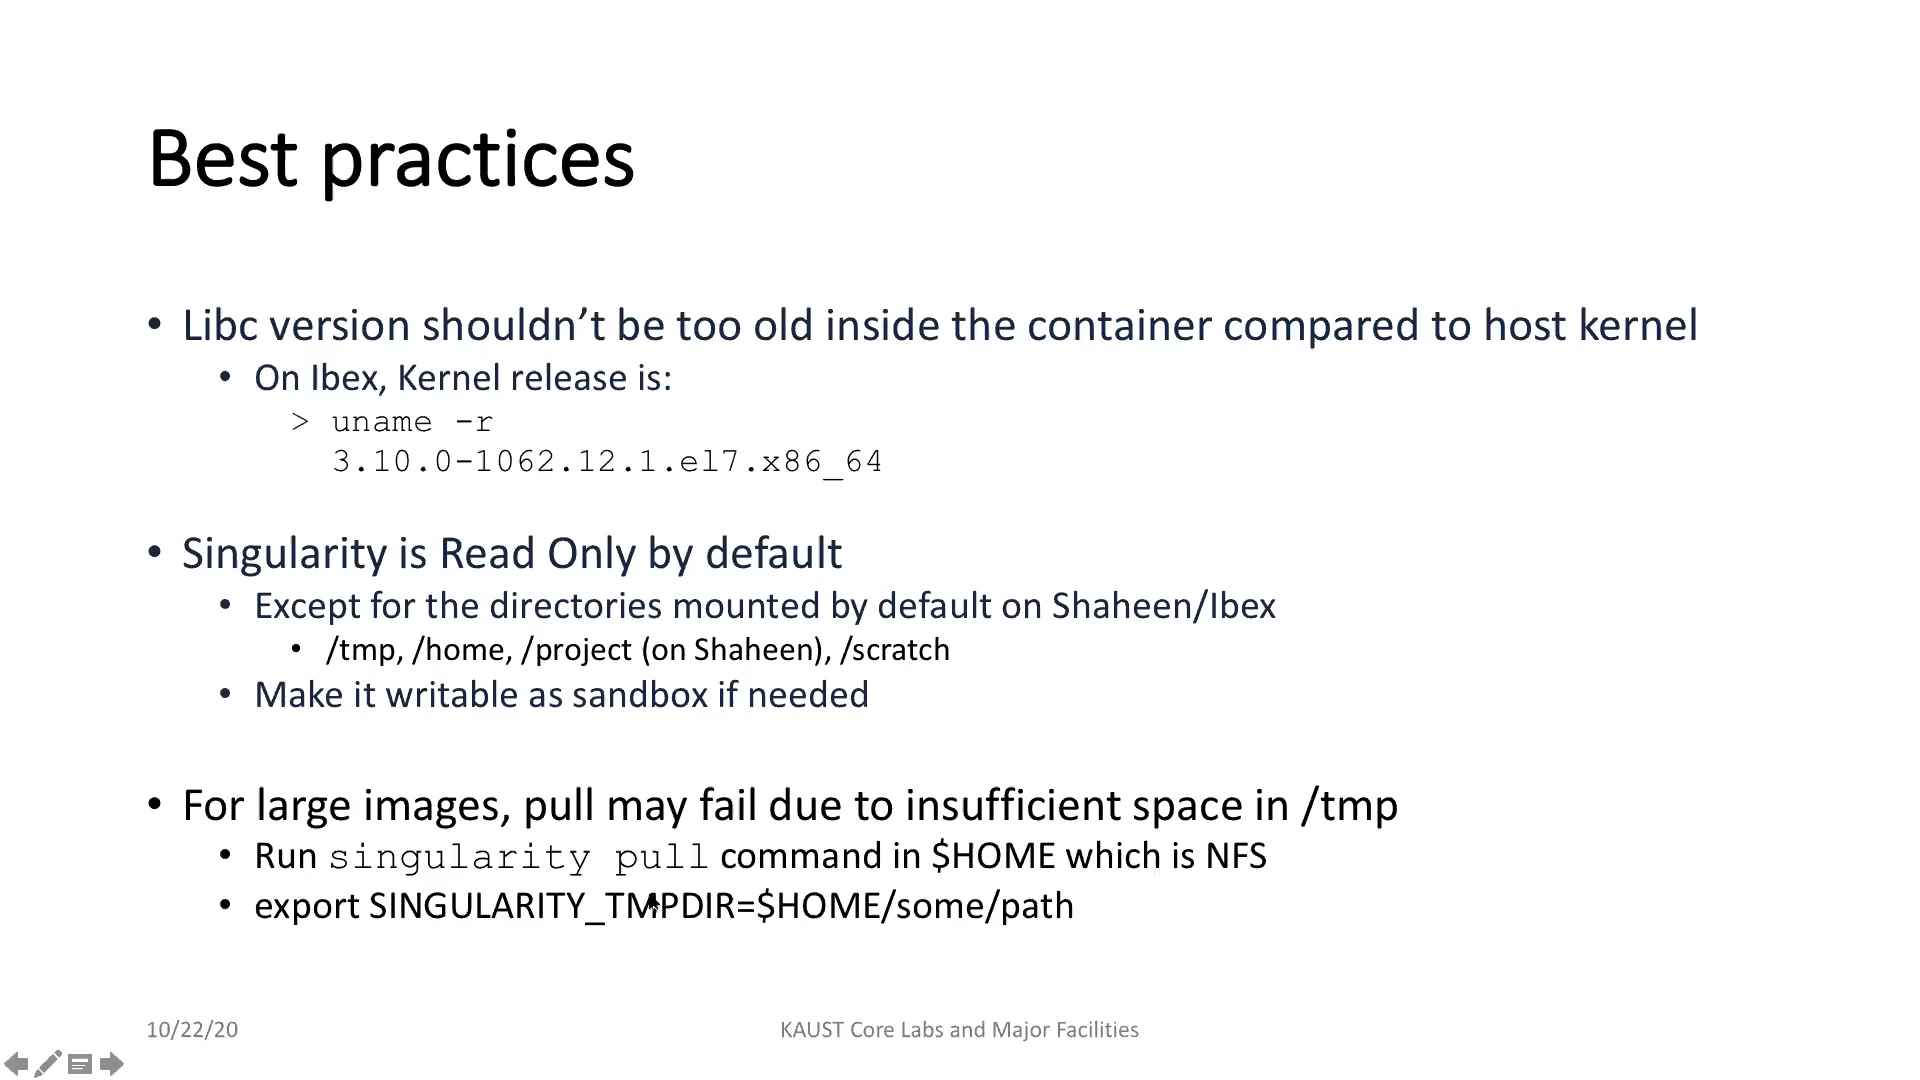 Best practices
• Libc version shouldn’t be too old inside the container compared to host kernel
• On Ibex, Kernel release is:
> uname -r
3.10.0-1062.12.1.el7.x86_64
• Singularity is Read Only by default
• Except for the directories mounted by default on Shaheen/Ibex
• /tmp, /home, /project (on Shaheen), /scratch
• Make it writable as sandbox if needed
• For large images, pull may fail due to insufficient space in /tmp
• Run singularity pull command in $HOME which is NFS
• export SINGULARITY_TMPDIR=$HOME/some/path
10/22/20
KAUST Core Labs and Major Facilities